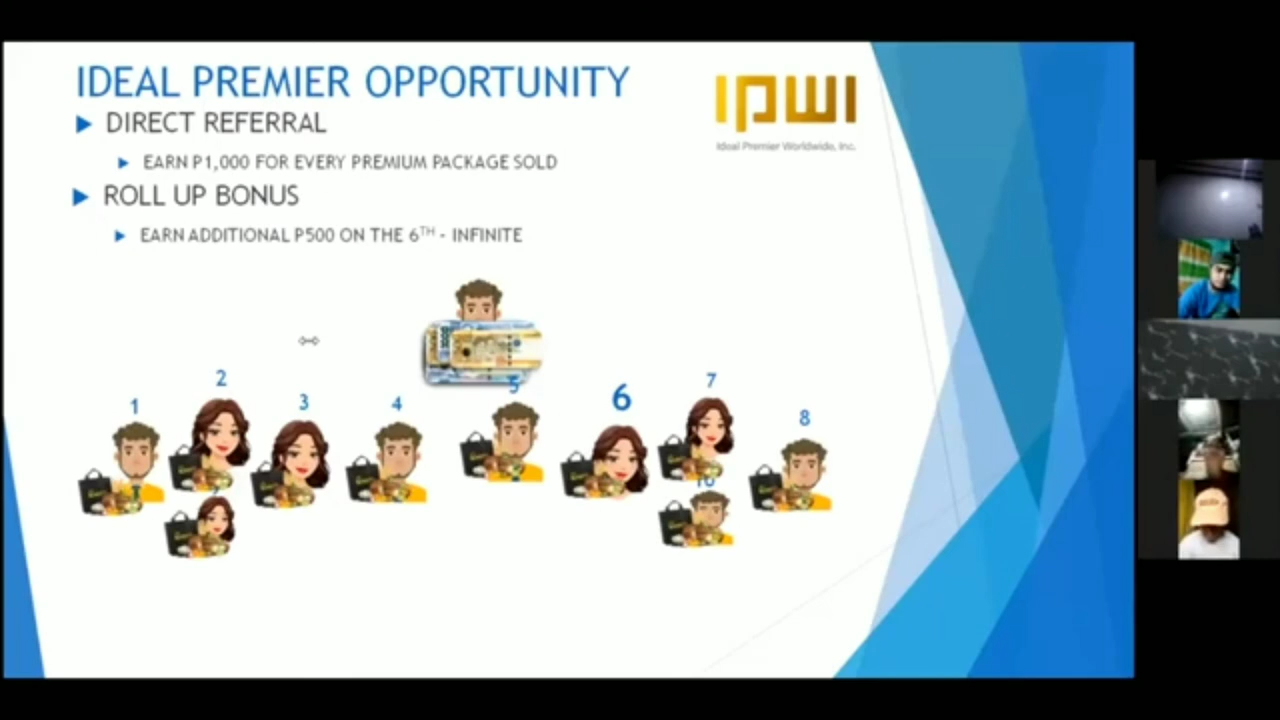 IDEAL PREMIER OPPORTUNITY
DIRECT REFERRAL
EARN P1,000 FOR EVERY PREMIUM PACKAGE SOLD
ROLL UP BONUS
EARN ADDITIONAL P500 ON THE 6TH - INFINITE
IPWI
Ideal Premier Worldwide, Inc.
1
2
3
4
5
6
7
8
10